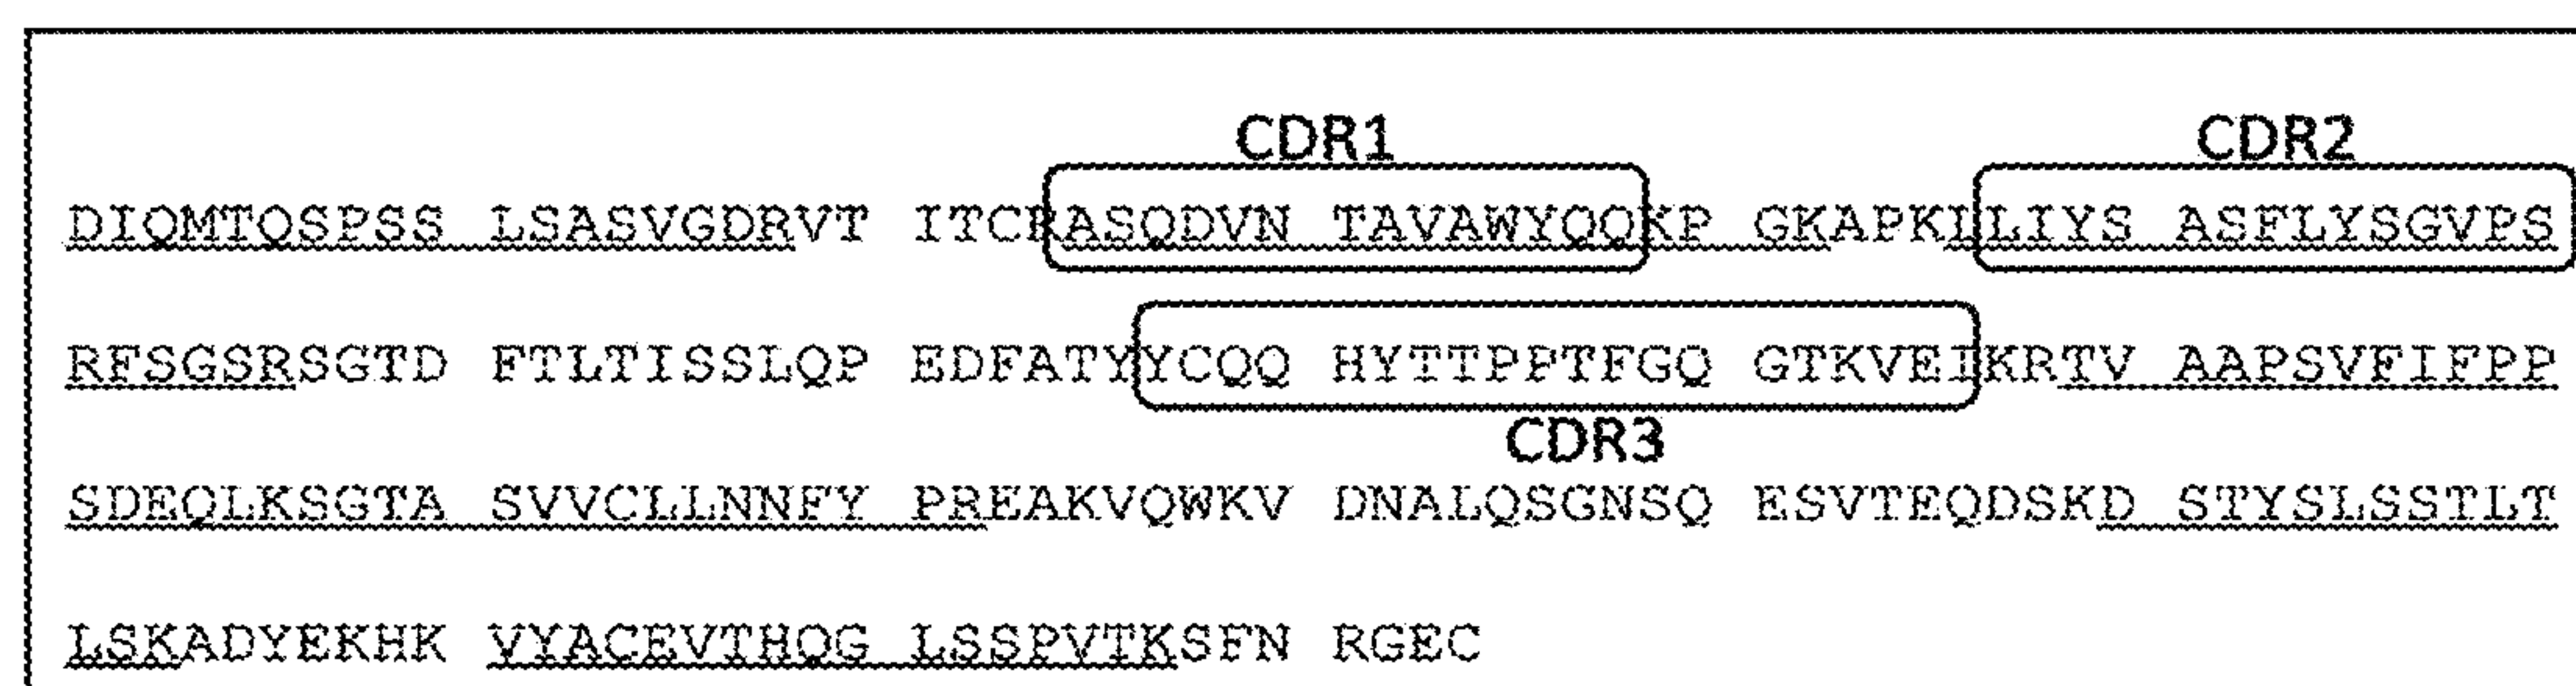 CDR1 CDR2
DIQMTQSPSS LSASVGDRVT ITCRASQDVN TAVAWYQQKP GKAPKLLIYS ASFLYSGVPS
RFSGSRSGTD FTLTISSLQP EDFATYYCQQ HYTTPPTFGQ GTKVEIKRTV AAPSVFIFPP
CDR3
SDEQLKSGTA SVVCLLNNFY PREAKVQWKV DNALQSGNSQ ESVTEQDSKD STYSLSSTLT
LSKADYEKHK VYACEVTHQG LSSPVTKSFN RGEC